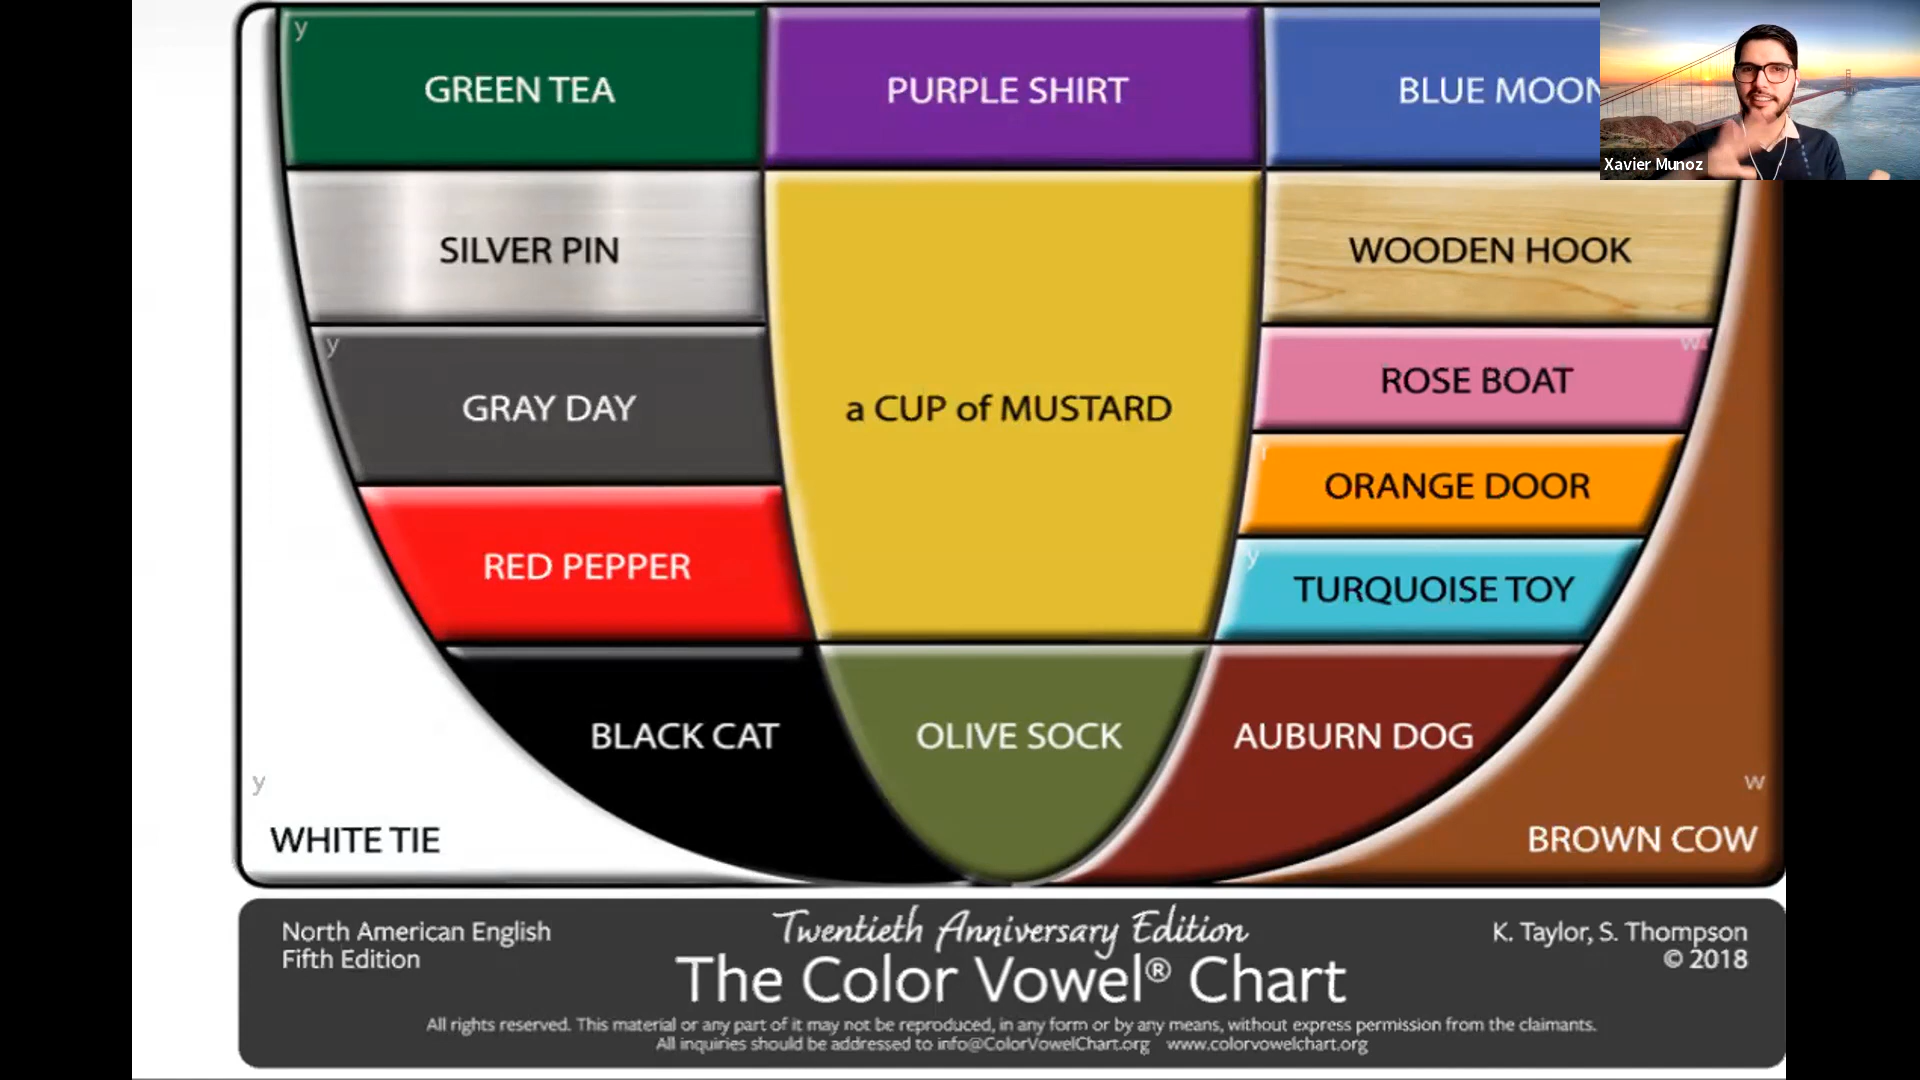 y
GREEN TEA
PURPLE SHIRT
BLUE MOON
Xavier Munoz
SILVER PIN
WOODEN HOOK
y
GRAY DAY
a CUP of MUSTARD
w
ROSE BOAT
r
ORANGE DOOR
RED PEPPER
y
TURQUOISE TOY
BLACK CAT
OLIVE SOCK
AUBURN DOG
y
w
WHITE TIE
BROWN COW
North American English
Fifth Edition
Twentieth Anniversary Edition
The Color Vowel® Chart
K. Taylor, S. Thompson
© 2018
All rights reserved. This material or any part of it may not be reproduced, in any form or by any means, without express permission from the claimants.
All inquiries should be addressed to info@ColorVowelChart.org www.colorvowelchart.org